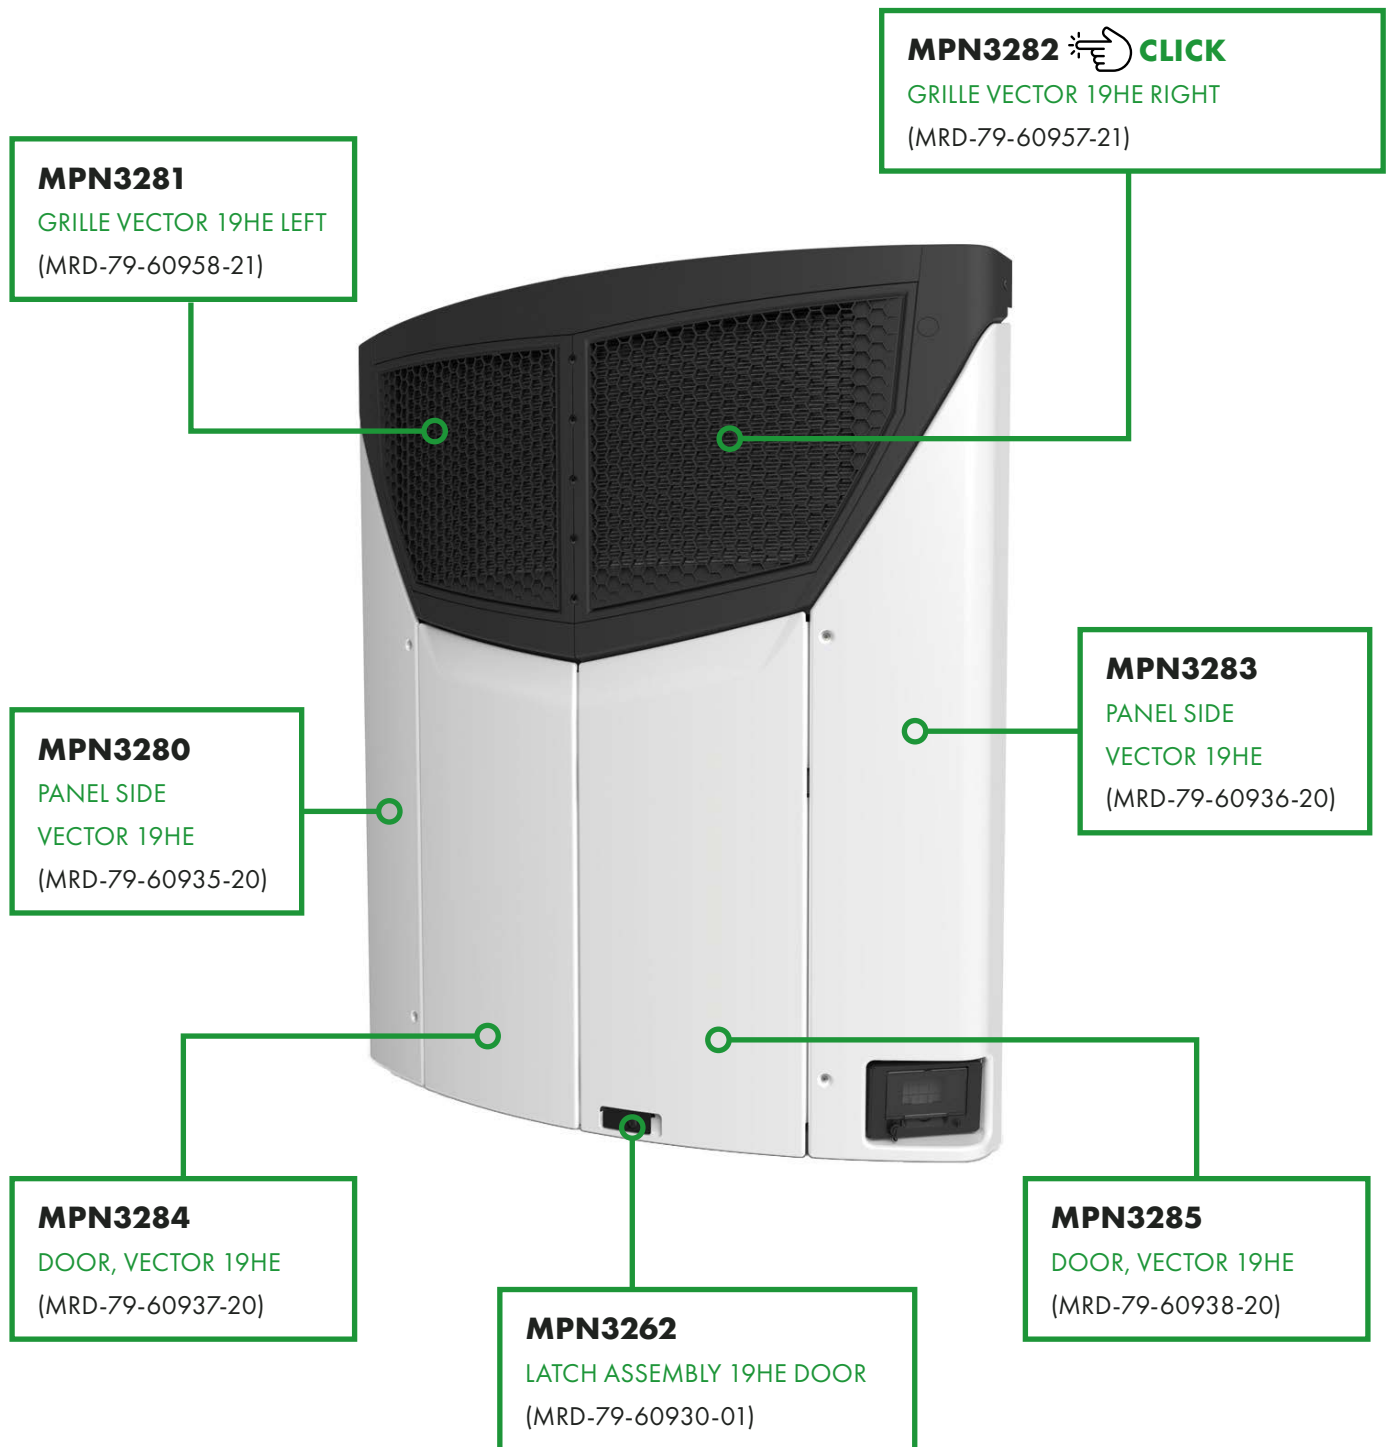 MPN3282 CLICK
GRILLE VECTOR 19HE RIGHT
(MRD-79-60957-21)
MPN3281
GRILLE VECTOR 19HE LEFT
(MRD-79-60958-21)
MPN3283
PANEL SIDE
VECTOR 19HE
(MRD-79-60936-20)
MPN3280
PANEL SIDE
VECTOR 19HE
(MRD-79-60935-20)
MPN3284
DOOR, VECTOR 19HE
(MRD-79-60937-20)
MPN3285
DOOR, VECTOR 19HE
(MRD-79-60938-20)
MPN3262
LATCH ASSEMBLY 19HE DOOR
(MRD-79-60930-01)